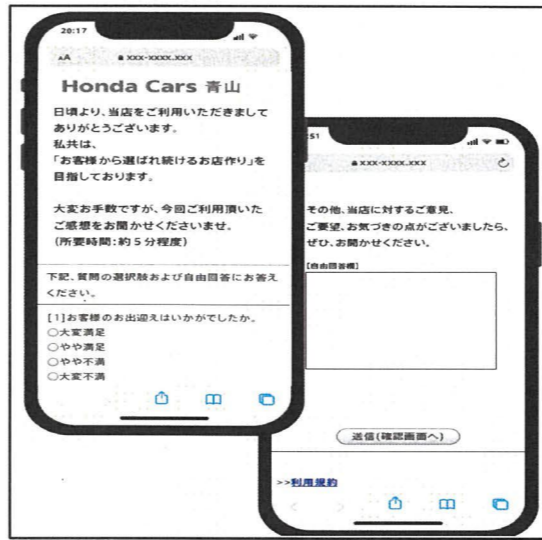 20:17
AA
xxx-xxxx.xxx
Honda Cars 青山
日頃より、当店をご利用いただきまして
ありがとうございます。
私共は、
「お客様から選ばれ続けるお店作り」を
目指しております。
大変お手数ですが、今回ご利用頂いた
ご感想をお聞かせくださいませ。
(所要時間:約5分程度)
下記、質問の選択肢および自由回答にお答え
ください。
[1]お客様のお出迎えはいかがでしたか。
○大変満足
○やや満足
○やや不満
○大変不満
:51
xxx-xxxx.xxx
その他、当店に対するご意見、
ご要望、お気づきの点がございましたら、
ぜひ、お聞かせください。
[自由回答欄]
送信(確認画面へ)
>>利用規約